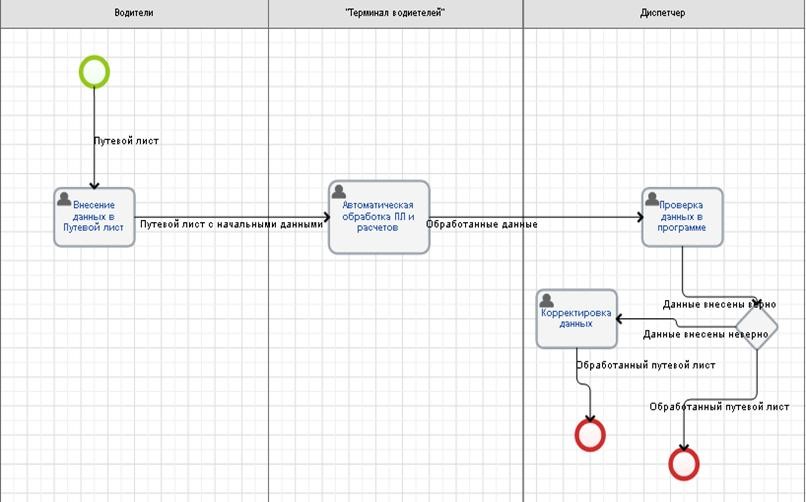 Водители
"Терминал водиетелей"
Диспетчер
Путевой лист
Внесение
данных в
Путевой лист
Путевой лист с начальными данными
Автоматическая
обработка ПЛ и
расчетов
Обработанные данные
Проверка
данных в
программе
Данные внесены верно
Корректировка
данных
Данные внесены неверно
Обработанный путевой лист
Обработанный путевой лист